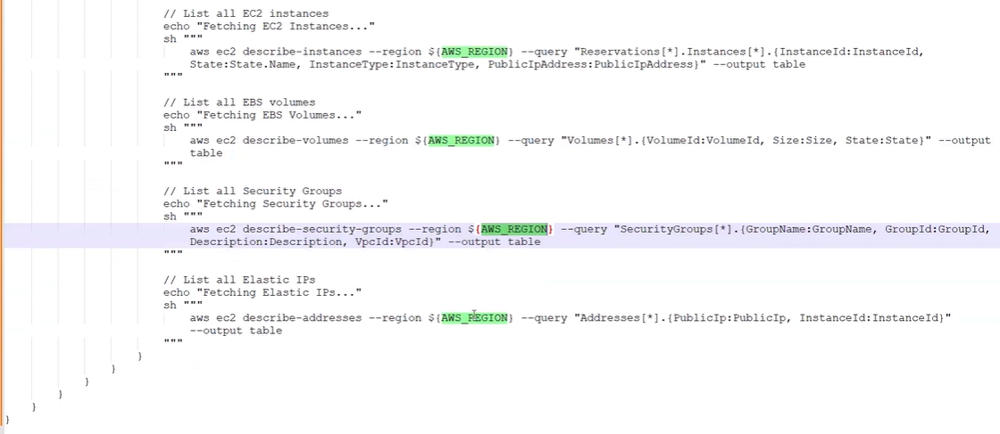 // List all EC2 instances
echo "Fetching EC2 Instances..."
sh """
aws ec2 describe-instances --region ${AWS_REGION} --query "Reservations[*].Instances[*].{InstanceId:InstanceId,
State:State.Name, InstanceType:InstanceType, PublicIpAddress:PublicIpAddress}" --output table
"""
// List all EBS volumes
echo "Fetching EBS Volumes..."
sh """
aws ec2 describe-volumes --region ${AWS_REGION} --query "Volumes[*].{VolumeId:VolumeId, Size:Size, State:State}" --output
table
"""
// List all Security Groups
echo "Fetching Security Groups..."
sh """
aws ec2 describe-security-groups --region ${AWS_REGION} --query "SecurityGroups[*].{GroupName:GroupName, GroupId:GroupId,
Description:Description, VpcId:VpcId}" --output table
"""
// List all Elastic IPs
echo "Fetching Elastic IPs..."
sh """
aws ec2 describe-addresses --region ${AWS_REGION} --query "Addresses[*].{PublicIp:PublicIp, InstanceId:InstanceId}"
--output table
"""
}
}
}
}
}
}